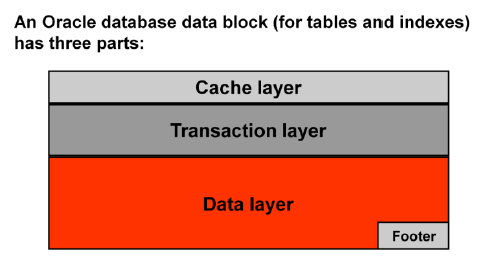 An Oracle database data block (for tables and indexes)
has three parts:
Cache layer
Transaction layer
Data layer
Footer